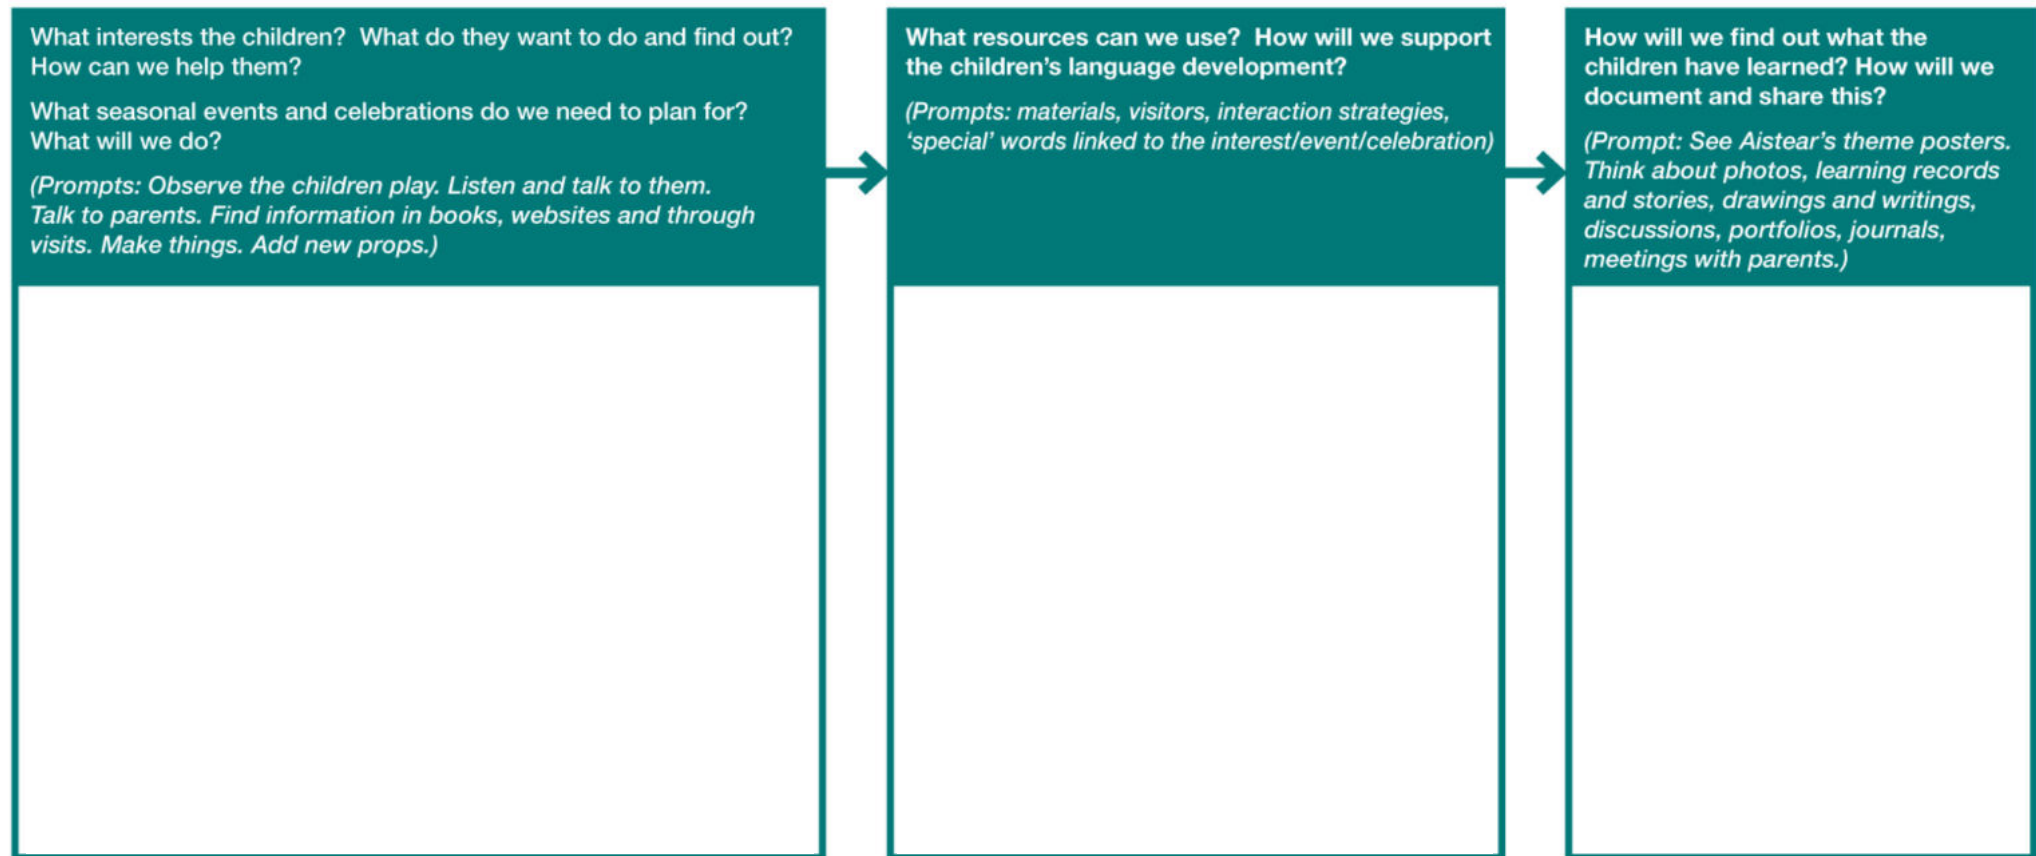 What interests the children?  What do they want to do and find out?
How can we help them?
What seasonal events and celebrations do we need to plan for?
What will we do?
(Prompts: Observe the children play. Listen and talk to them.
Talk to parents. Find information in books, websites and through
visits. Make things. Add new props.)
What resources can we use?  How will we support
the children’s language development?
(Prompts: materials, visitors, interaction strategies,
‘special’ words linked to the interest/event/celebration)
How will we find out what the
children have learned? How will we
document and share this?
(Prompt: See Aistear’s theme posters.
Think about photos, learning records
and stories, drawings and writings,
discussions, portfolios, journals,
meetings with parents.)